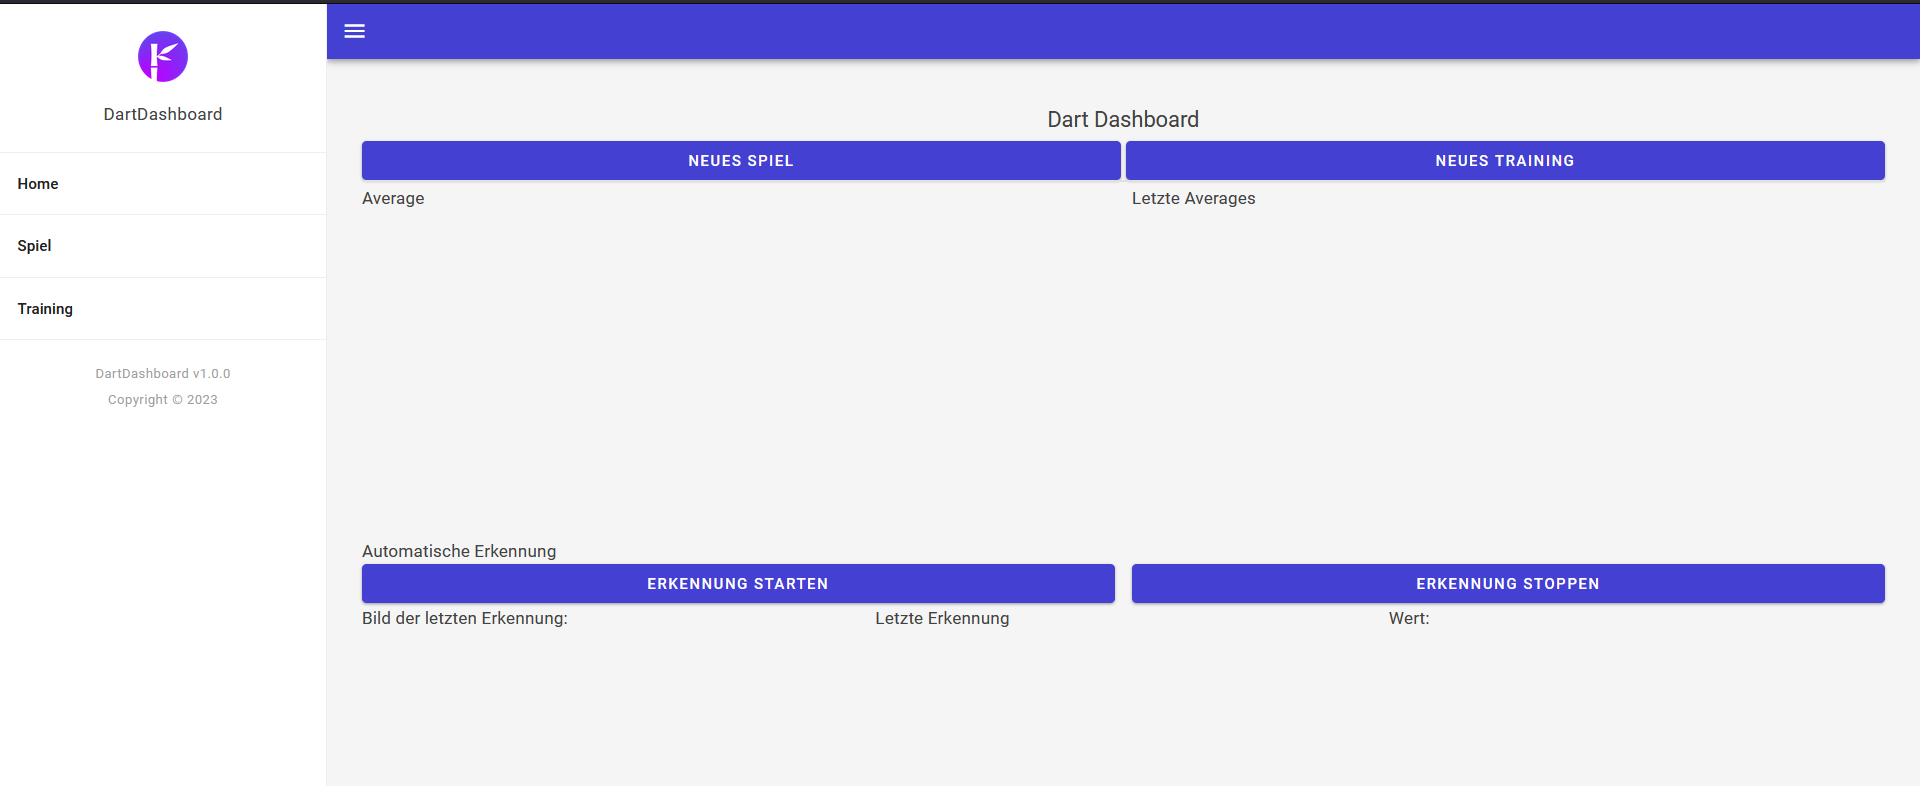 DartDashboard
Home
Spiel
Training
DartDashboard v1.0.0
Copyright © 2023
Dart Dashboard
NEUES SPIEL
NEUES TRAINING
Average
Letzte Averages
Automatische Erkennung
ERKENNUNG STARTEN
ERKENNUNG STOPPEN
Bild der letzten Erkennung:
Letzte Erkennung
Wert: